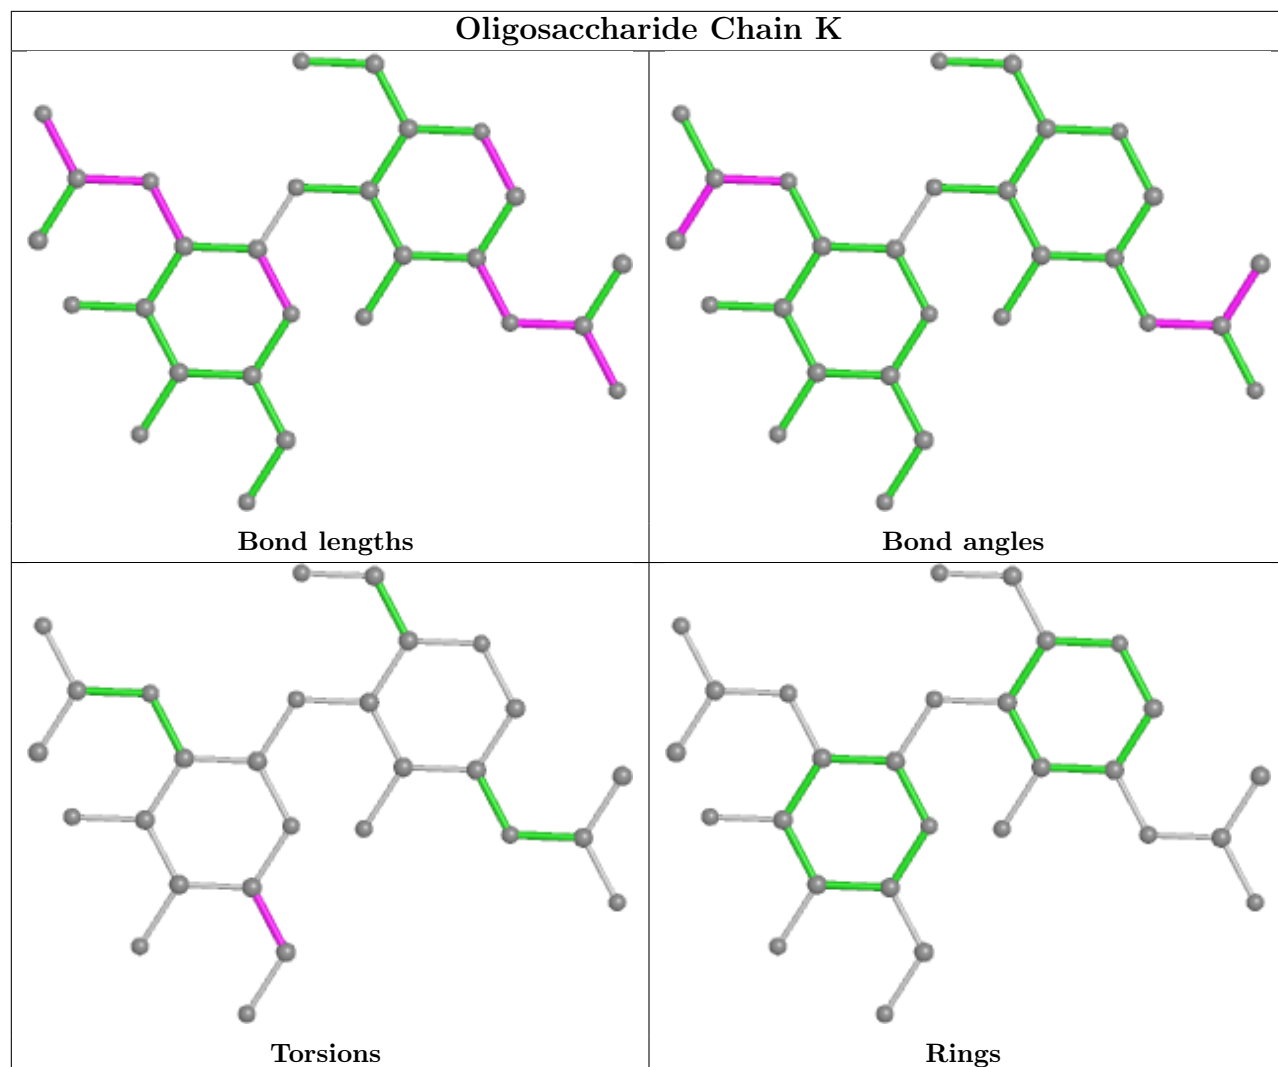 Oligosaccharide Chain K
Bond lengths
Bond angles
Torsions
Rings